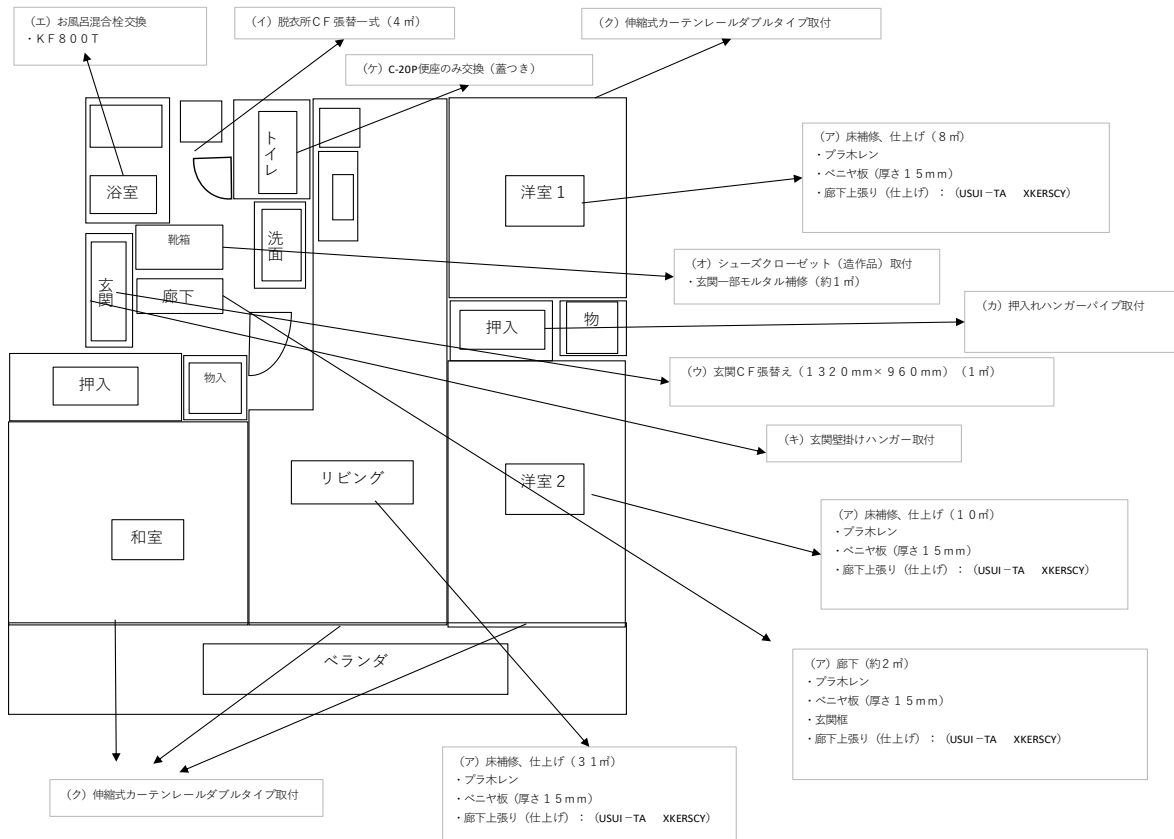 （エ）お風呂混合栓交換
・ＫＦ８００Ｔ
（イ）脱衣所ＣＦ張替一式（４㎡）
（ク）伸縮式カーテンレールダブルタイプ取付
（ケ）C-20P便座のみ交換（蓋つき）
トイレ
浴室
洋室１
（ア）床補修、仕上げ（８㎡）
・プラ木レン
・ベニヤ板（厚さ１５ｍｍ）
・廊下上張り（仕上げ）：（USUI－TA　XKERSCY）
靴箱
洗面
（オ）シューズクローゼット（造作品）取付
・玄関一部モルタル補修（約１㎡）
玄関
廊下
（カ）押入れハンガーパイプ取付
押入
物
押入
物入
（ウ）玄関ＣＦ張替え（１３２０ｍｍ×９６０ｍｍ）（１㎡）
（キ）玄関壁掛けハンガー取付
リビング
洋室２
和室
（ア）床補修、仕上げ（１０㎡）
・プラ木レン
・ベニヤ板（厚さ１５ｍｍ）
・廊下上張り（仕上げ）：（USUI－TA　XKERSCY）
ベランダ
（ア）廊下（約２㎡）
・プラ木レン
・ベニヤ板（厚さ１５ｍｍ）
・玄関框
・廊下上張り（仕上げ）：（USUI－TA　XKERSCY）
（ク）伸縮式カーテンレールダブルタイプ取付
（ア）床補修、仕上げ（３１㎡）
・プラ木レン
・ベニヤ板（厚さ１５ｍｍ）
・廊下上張り（仕上げ）：（USUI－TA　XKERSCY）